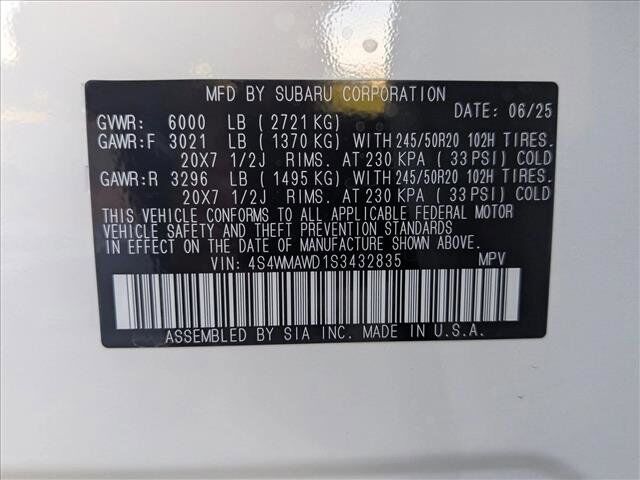 MFD BY SUBARU CORPORATION
DATE: 06/25
GVWR: 6000 LB (2721 KG)
GAWR:F 3021 LB (1370 KG) WITH 245/50R20 102H TIRES.
20X7 1/2J RIMS. AT 230 KPA (33 PSI) COLD
GAWR:R 3296 LB (1495 KG) WITH 245/50R20 102H TIRES.
20X7 1/2J RIMS. AT 230 KPA (33 PSI) COLD
THIS VEHICLE CONFORMS TO ALL APPLICABLE FEDERAL MOTOR
VEHICLE SAFETY AND THEFT PREVENTION STANDARDS
IN EFFECT ON THE DATE OF MANUFACTURE SHOWN ABOVE.
VIN: 4S4WMAWD1S3432835 MPV
ASSEMBLED BY SIA INC. MADE IN U.S.A.